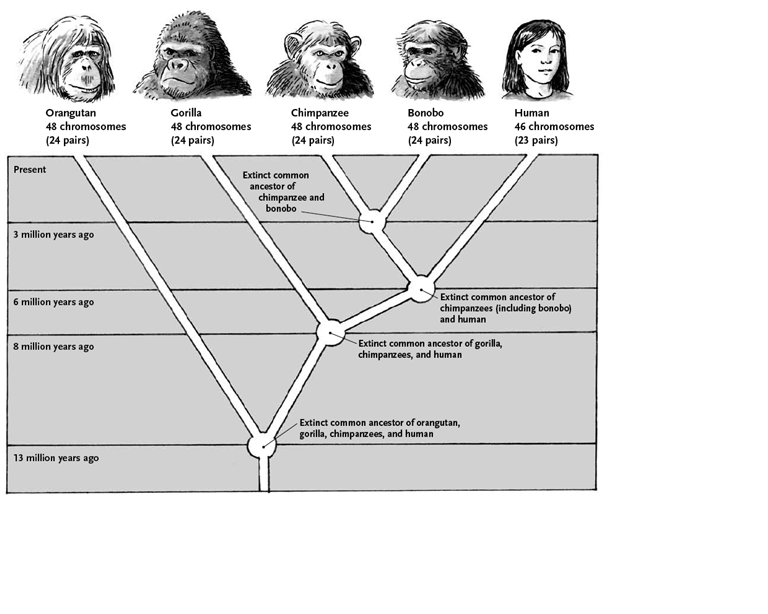 Orangutan
48 chromosomes
(24 pairs)
Gorilla
48 chromosomes
(24 pairs)
Chimpanzee
48 chromosomes
(24 pairs)
Bonobo
48 chromosomes
(24 pairs)
Human
46 chromosomes
(23 pairs)
Present
Extinct common
ancestor of
chimpanzee and
bonobo
3 million years ago
6 million years ago
Extinct common ancestor of
chimpanzees (including bonobo)
and human
8 million years ago
Extinct common ancestor of gorilla,
chimpanzees, and human
Extinct common ancestor of orangutan,
gorilla, chimpanzees, and human
13 million years ago